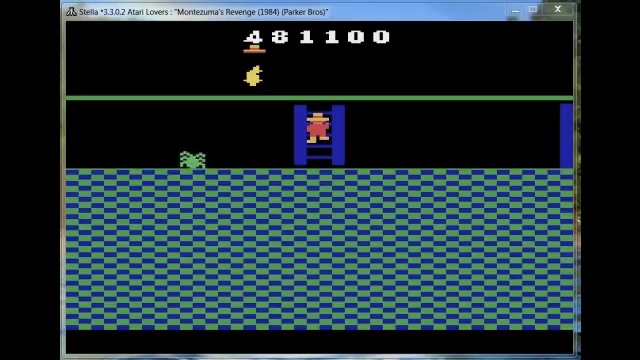 Stella *3.3.0.2 Atari Lovers : "Montezuma's Revenge (1984) (Parker Bros)"
481100